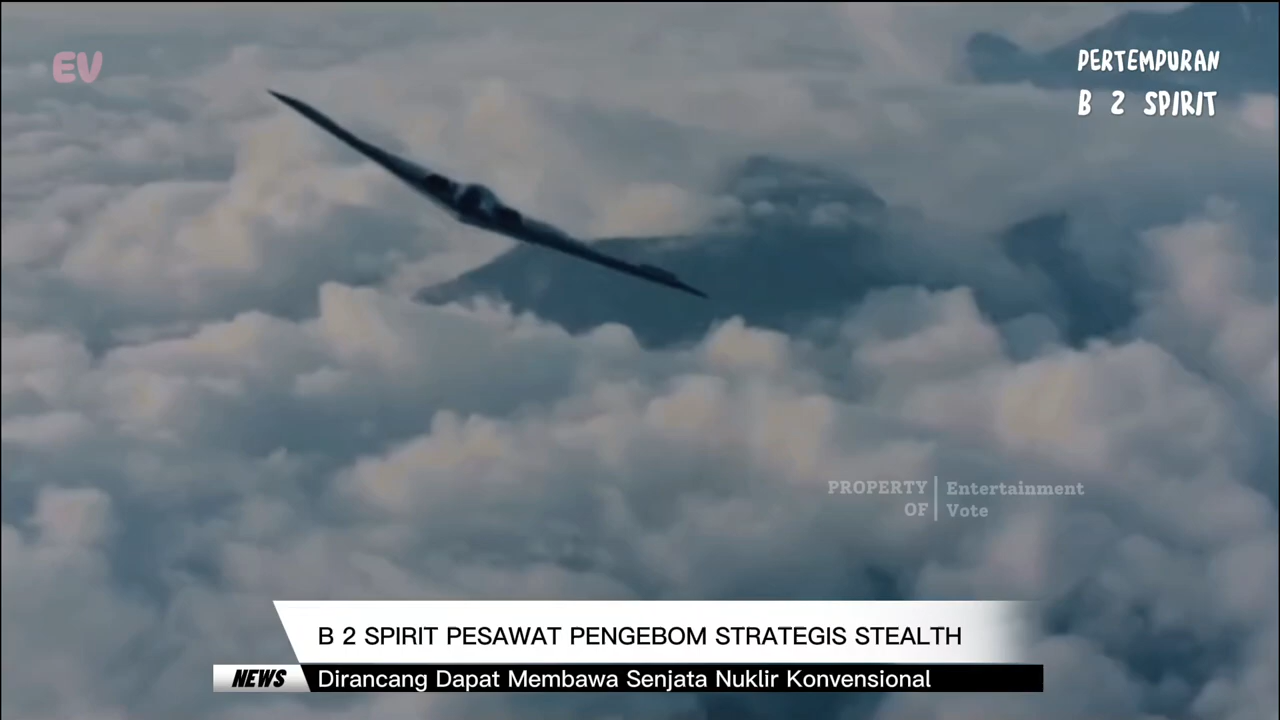 EV
PERTEMPURAN
B 2 SPIRIT
PROPERTY OF
Entertainment Vote
B 2 SPIRIT PESAWAT PENGEBOM STRATEGIS STEALTH
NEWS
Dirancang Dapat Membawa Senjata Nuklir Konvensional